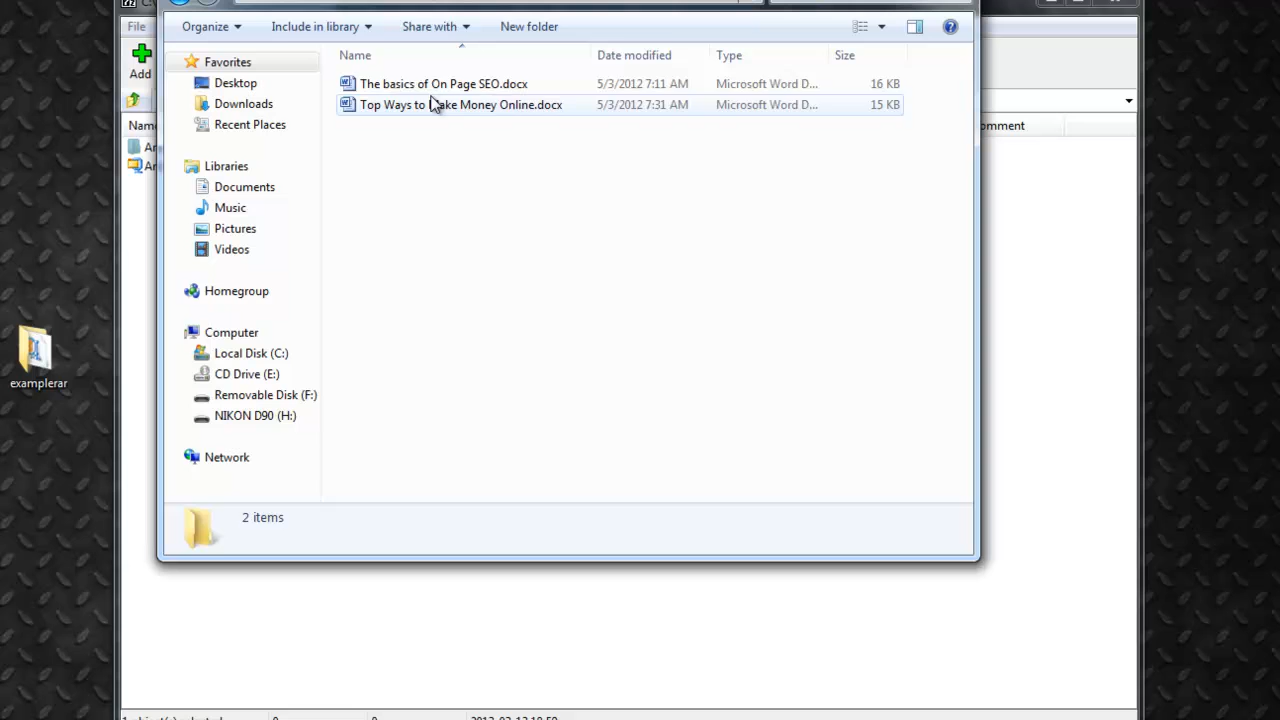 File
Organize Include in library Share with New folder
Add
Name Date modified Type Size
Favorites
The basics of On Page SEO.docx 5/3/2012 7:11 AM Microsoft Word D... 16 KB
Desktop
Top Ways to ake Money Online.docx 5/3/2012 7:31 AM Microsoft Word D... 15 KB
Downloads
Recent Places
Name
omment
Ar
Ar
Libraries
Documents
Music
Pictures
Videos
Homegroup
Computer
Local Disk (C:)
CD Drive (E:)
examplerar
Removable Disk (F:)
NIKON D90 (H:)
Network
2 items